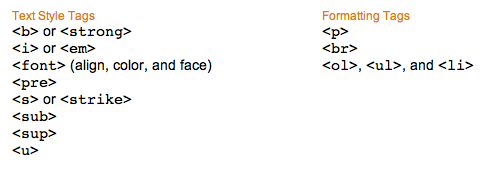 Text Style Tags
<b> or <strong>
<i> or <em>
<font> (align, color, and face)
<pre>
<s> or <strike>
<sub>
<sup>
<u>
Formatting Tags
<p>
<br>
<ol>, <ul>, and <li>